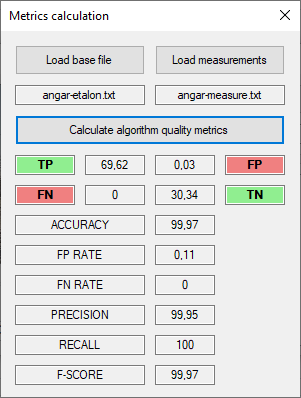 Metrics calculation
Load base file Load measurements
angar-etalon.txt angar-measure.txt
Calculate algorithm quality metrics
TP 69,62 0,03 FP
FN 0 30,34 TN
ACCURACY 99,97
FP RATE 0,11
FN RATE 0
PRECISION 99,95
RECALL 100
F-SCORE 99,97